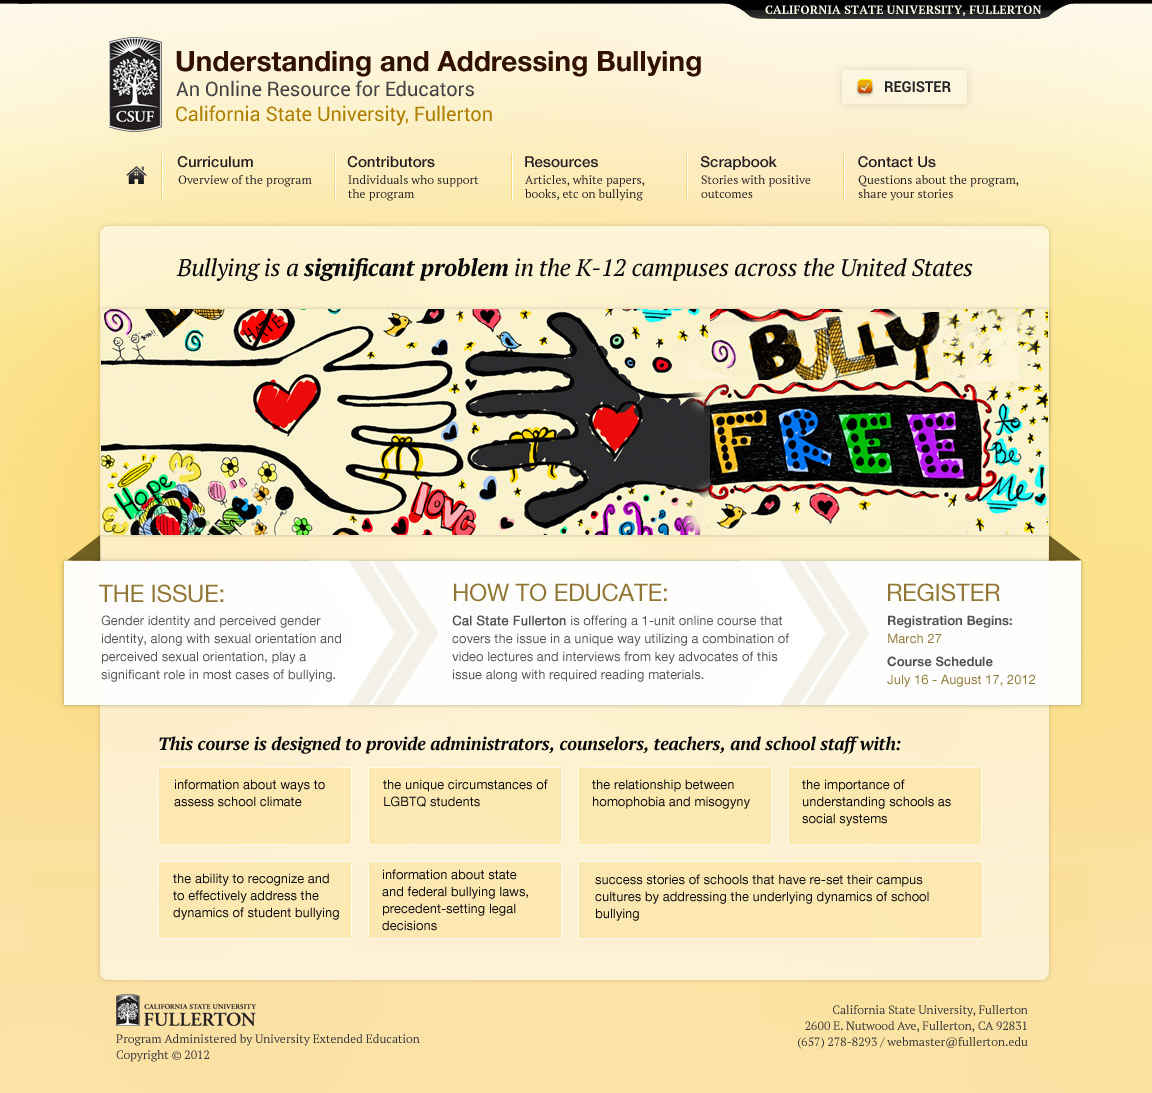 CALIFORNIA STATE UNIVERSITY, FULLERTON
CSUF
Understanding and Addressing Bullying
An Online Resource for Educators
California State University, Fullerton
REGISTER
Curriculum
Overview of the program
Contributors
Individuals who support
the program
Resources
Articles, white papers,
books, etc on bullying
Scrapbook
Stories with positive
outcomes
Contact Us
Questions about the program,
share your stories
Bullying is a significant problem in the K-12 campuses across the United States
HATE
BULLY
FREE
to
Be
Me!
Hope
love
THE ISSUE:
Gender identity and perceived gender
identity, along with sexual orientation and
perceived sexual orientation, play a
significant role in most cases of bullying.
HOW TO EDUCATE:
Cal State Fullerton is offering a 1-unit online course that
covers the issue in a unique way utilizing a combination of
video lectures and interviews from key advocates of this
issue along with required reading materials.
REGISTER
Registration Begins:
March 27
Course Schedule
July 16 - August 17, 2012
This course is designed to provide administrators, counselors, teachers, and school staff with:
information about ways to
assess school climate
the unique circumstances of
LGBTQ students
the relationship between
homophobia and misogyny
the importance of
understanding schools as
social systems
the ability to recognize and
to effectively address the
dynamics of student bullying
information about state
and federal bullying laws,
precedent-setting legal
decisions
success stories of schools that have re-set their campus
cultures by addressing the underlying dynamics of school
bullying
CALIFORNIA STATE UNIVERSITY
FULLERTON
Program Administered by University Extended Education
Copyright © 2012
California State University, Fullerton
2600 E. Nutwood Ave, Fullerton, CA 92831
(657) 278-8293 / webmaster@fullerton.edu